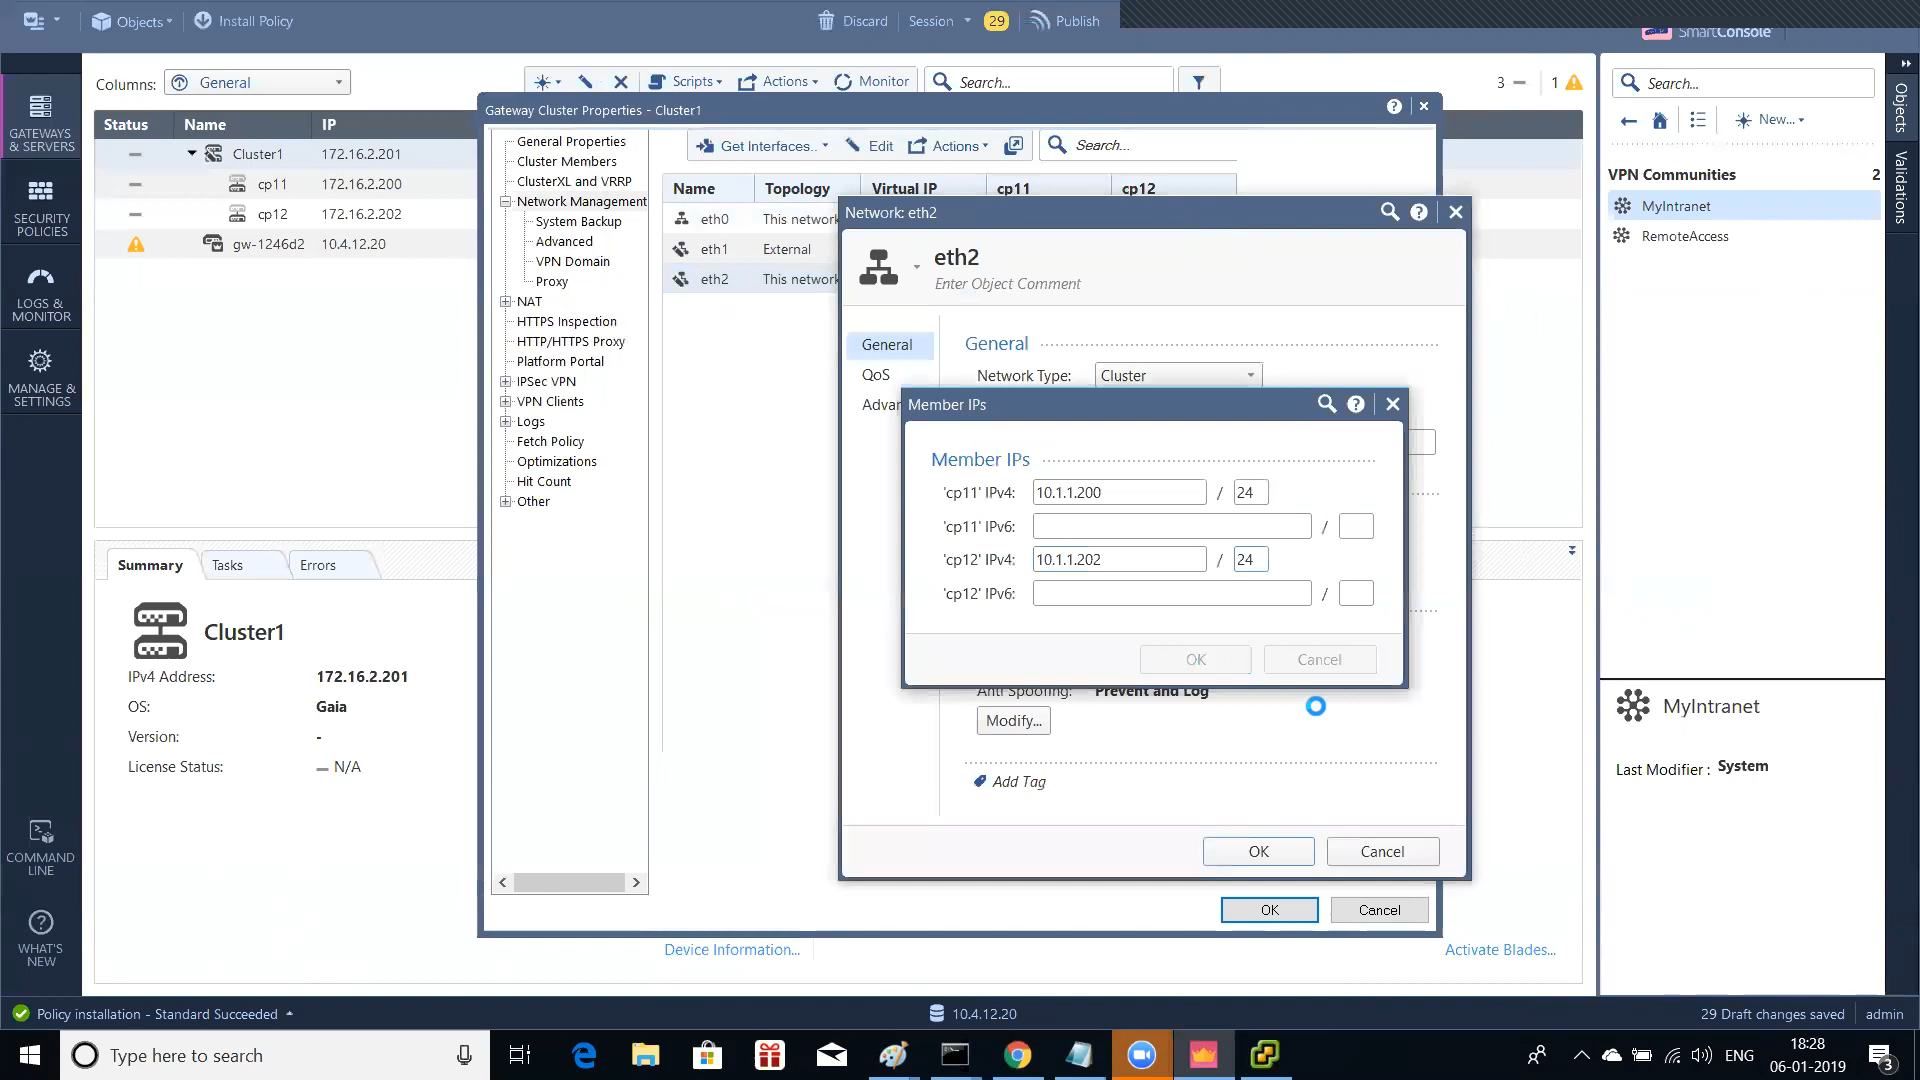 Objects
Install Policy
Discard
Session
29
Publish
SmartConsole
Columns:
General
Scripts
Actions
Monitor
Search...
3
1
Status
Name
IP
Cluster1
172.16.2.201
cp11
172.16.2.200
cp12
172.16.2.202
gw-1246d2
10.4.12.20
GATEWAYS
& SERVERS
SECURITY
POLICIES
LOGS &
MONITOR
MANAGE &
SETTINGS
COMMAND
LINE
WHAT'S
NEW
Gateway Cluster Properties - Cluster1
General Properties
Cluster Members
ClusterXL and VRRP
Network Management
System Backup
Advanced
VPN Domain
Proxy
NAT
HTTPS Inspection
HTTP/HTTPS Proxy
Platform Portal
IPSec VPN
VPN Clients
Logs
Fetch Policy
Optimizations
Hit Count
Other
Get Interfaces..
Edit
Actions
Search...
Name
Topology
Virtual IP
cp11
cp12
eth0
This network
eth1
External
eth2
This network
Network: eth2
eth2
Enter Object Comment
General
QoS
Advan
General
Network Type:
Cluster
Member IPs
Member IPs
'cp11' IPv4:
10.1.1.200
/
24
'cp11' IPv6:
/
'cp12' IPv4:
10.1.1.202
/
24
'cp12' IPv6:
/
OK
Cancel
Anti Spoofing:
Prevent and Log
Modify...
Add Tag
OK
Cancel
OK
Cancel
Device Information...
Activate Blades...
Summary
Tasks
Errors
Cluster1
IPv4 Address:
172.16.2.201
OS:
Gaia
Version:
-
License Status:
N/A
Search...
New...
VPN Communities
2
MyIntranet
RemoteAccess
Objects
Validations
MyIntranet
Last Modifier :
System
Policy installation - Standard Succeeded
10.4.12.20
29 Draft changes saved
admin
Type here to search
ENG
18:28
06-01-2019
3